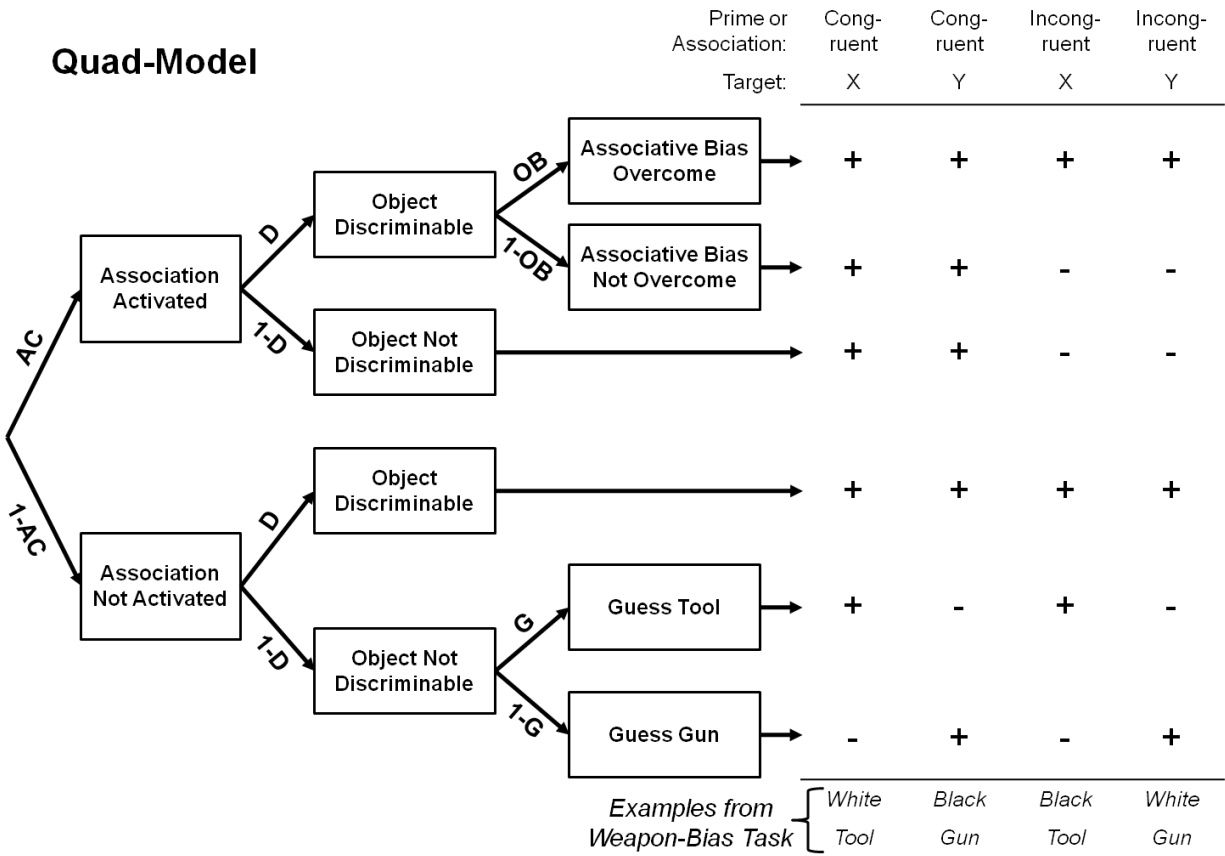 Quad-Model
Prime or Association: Cong-ruent Cong-ruent Incong-ruent Incong-ruent
Target: X Y X Y
AC
1-AC
Association
Activated
Association
Not Activated
D
1-D
D
1-D
Object
Discriminable
Object Not
Discriminable
Object
Discriminable
Object Not
Discriminable
OB
1-OB
G
1-G
Associative Bias
Overcome
+ + + +
Associative Bias
Not Overcome
+ + - -
+ + - -
+ + + +
Guess Tool
+ - + -
Guess Gun
- + - +
Examples from
Weapon-Bias Task
White Black Black White
Tool Gun Tool Gun